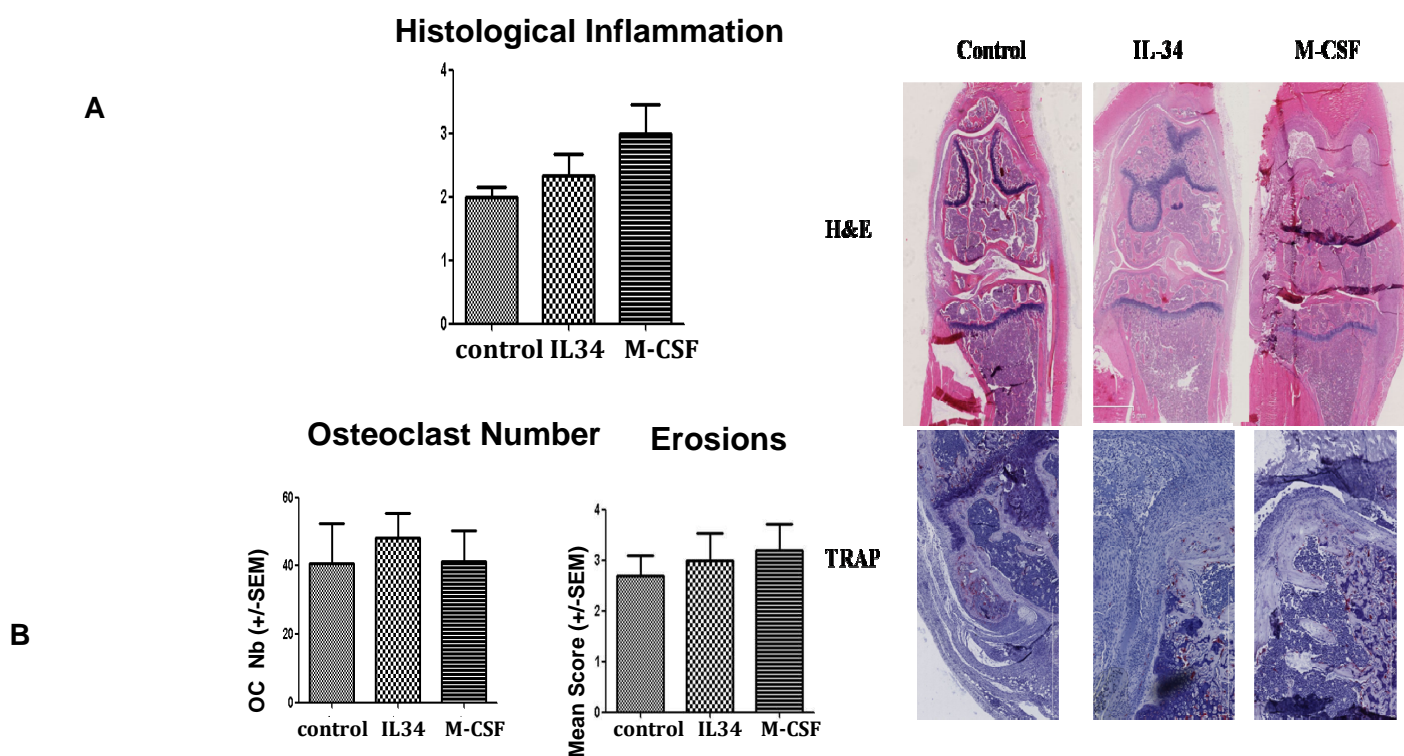 Histological Inflammation
A
4
3
2
1
0
control IL34 M-CSF
Control IL-34 M-CSF
H&E
TRAP
B
Osteoclast Number
OC Nb (+/-SEM)
60
40
20
0
control IL34 M-CSF
Erosions
Mean Score (+/-SEM)
4
3
2
1
0
control IL34 M-CSF